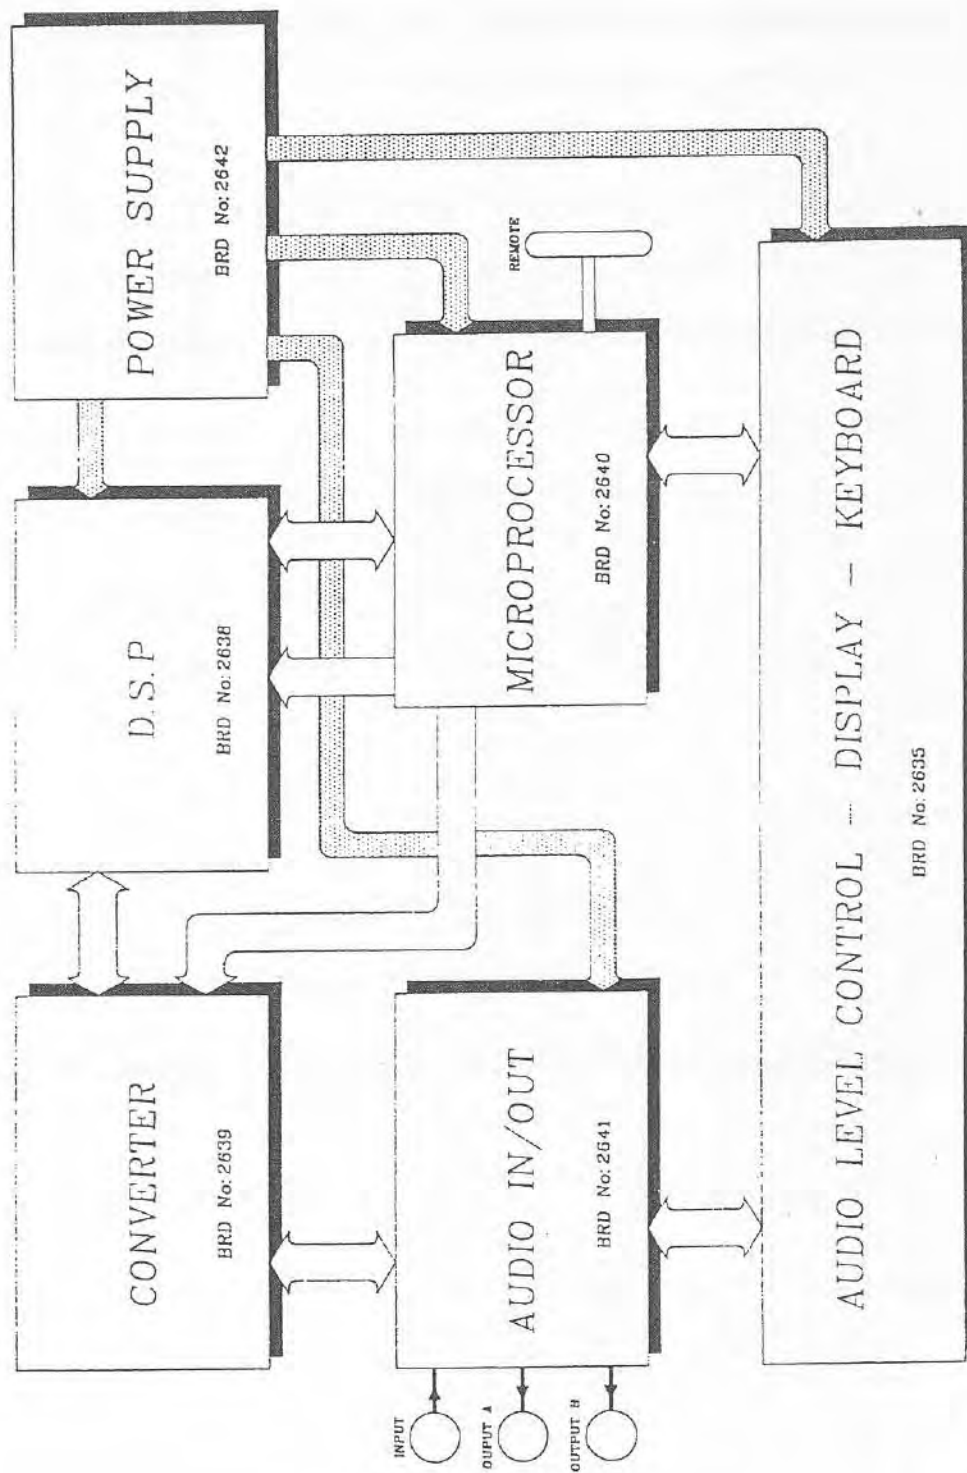 CONVERTER
BRD No: 2639
D.S.P
BRD No: 2638
POWER SUPPLY
BRD No: 2642
INPUT
OUPUT A
OUTPUT B
AUDIO IN/OUT
BRD No: 2641
MICROPROCESSOR
BRD No: 2640
REMOTE
AUDIO LEVEL CONTROL - DISPLAY - KEYBOARD
BRD No: 2635